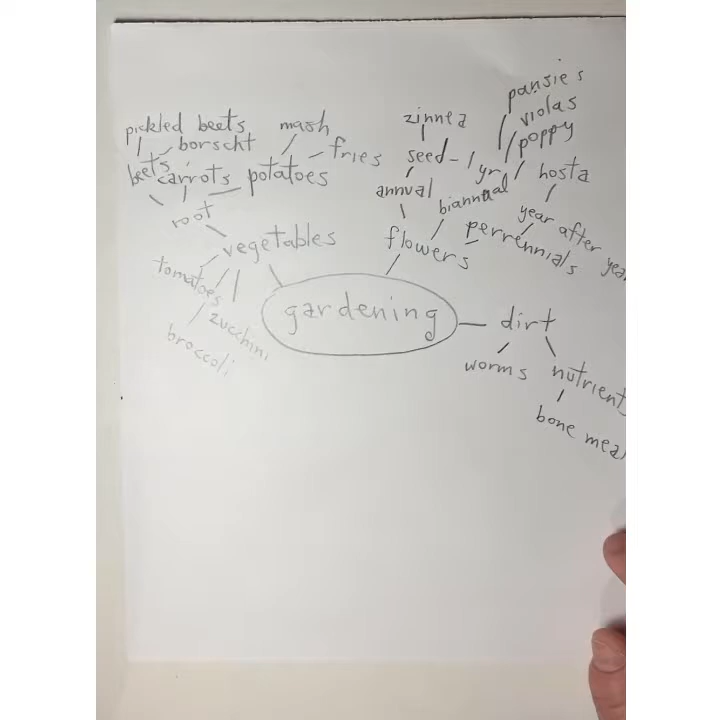 pansies
violas
poppy
zinnea
pickled beets
mash
borscht
fries
seed - 1 yr
hosta
beets
carrots
potatoes
annual
biannual
year after year
root
vegetables
flowers
perrennials
tomatoes
zucchini
broccoli
gardening
dirt
worms
nutrient
bone mea